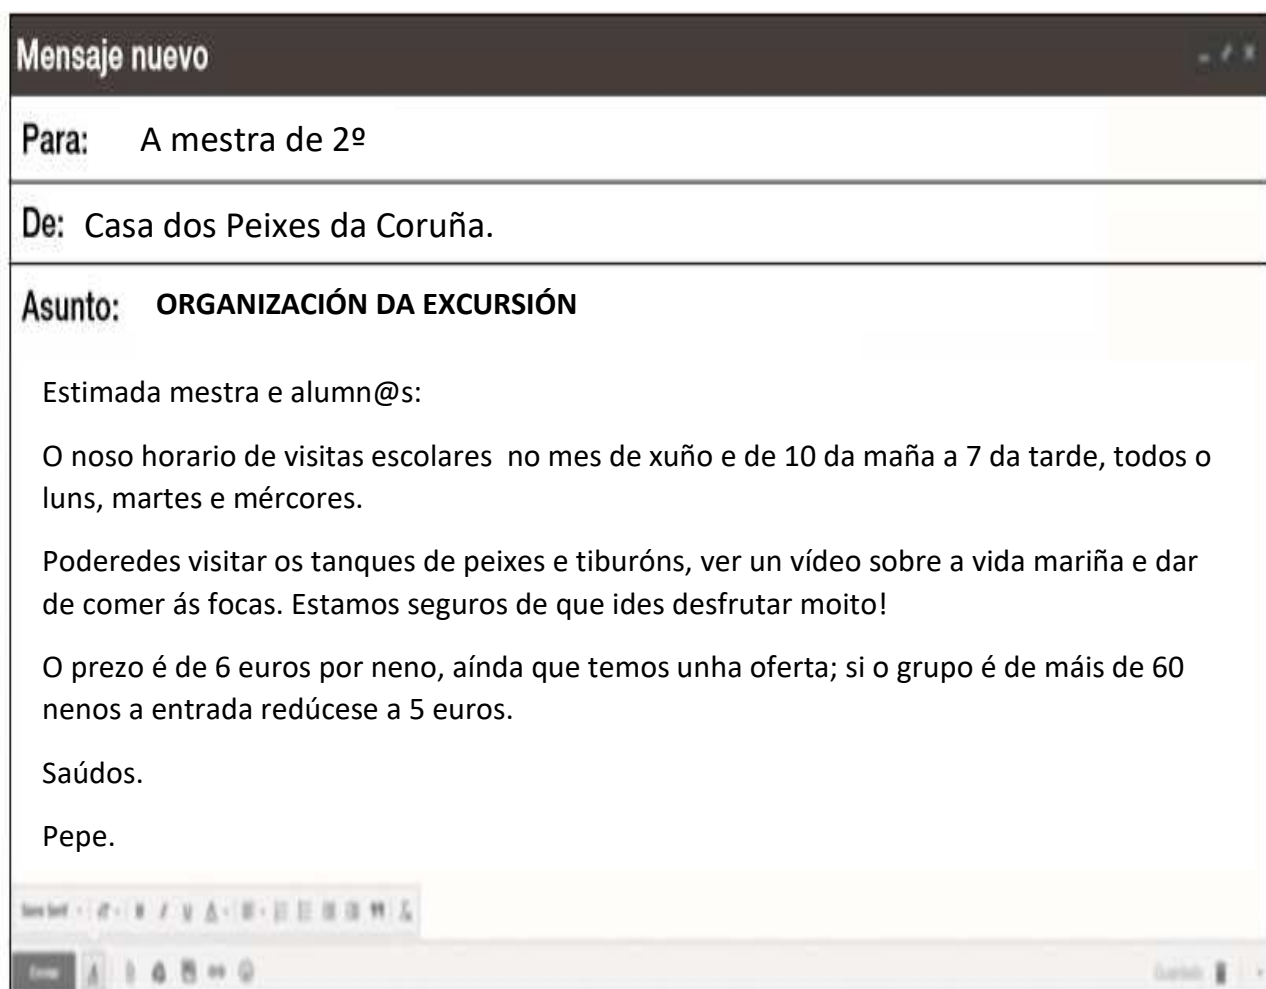 Mensaje nuevo
Para: A mestra de 2º
De: Casa dos Peixes da Coruña.
Asunto: ORGANIZACIÓN DA EXCURSIÓN
Estimada mestra e alumn@s:
O noso horario de visitas escolares no mes de xuño e de 10 da maña a 7 da tarde, todos o
luns, martes e mércores.
Poderedes visitar os tanques de peixes e tiburóns, ver un vídeo sobre a vida mariña e dar
de comer ás focas. Estamos seguros de que ides desfrutar moito!
O prezo é de 6 euros por neno, aínda que temos unha oferta; si o grupo é de máis de 60
nenos a entrada redúcese a 5 euros.
Saúdos.
Pepe.